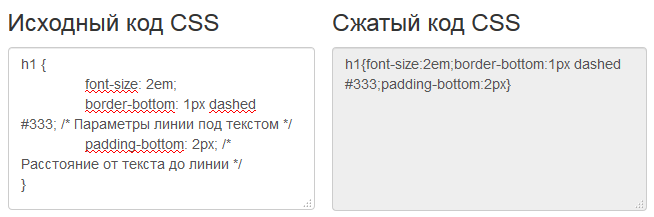 Исходный код CSS
h1 {
font-size: 2em;
border-bottom: 1px dashed
#333; /* Параметры линии под текстом */
padding-bottom: 2px; /*
Расстояние от текста до линии */
}
Сжатый код CSS
h1{font-size:2em;border-bottom:1px dashed
#333;padding-bottom:2px}